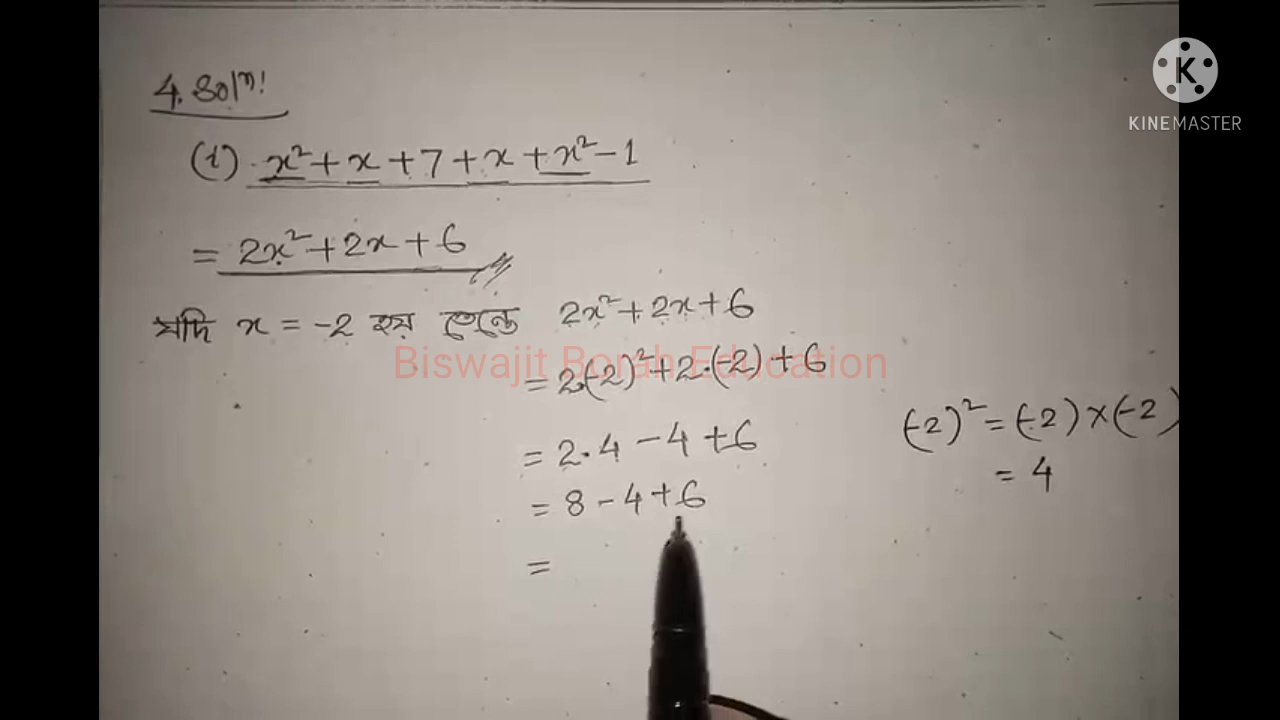 4. Solⁿ!
(i) x² + x + 7 + x + x² - 1
= 2x² + 2x + 6
যদি x = -2 হয় তেন্তে 2x² + 2x + 6
= 2(-2)² + 2·(-2) + 6
= 2·4 - 4 + 6
= 8 - 4 + 6
=
(-2)² = (-2) × (-2)
= 4
Biswajit Borah Education
KINEMASTER